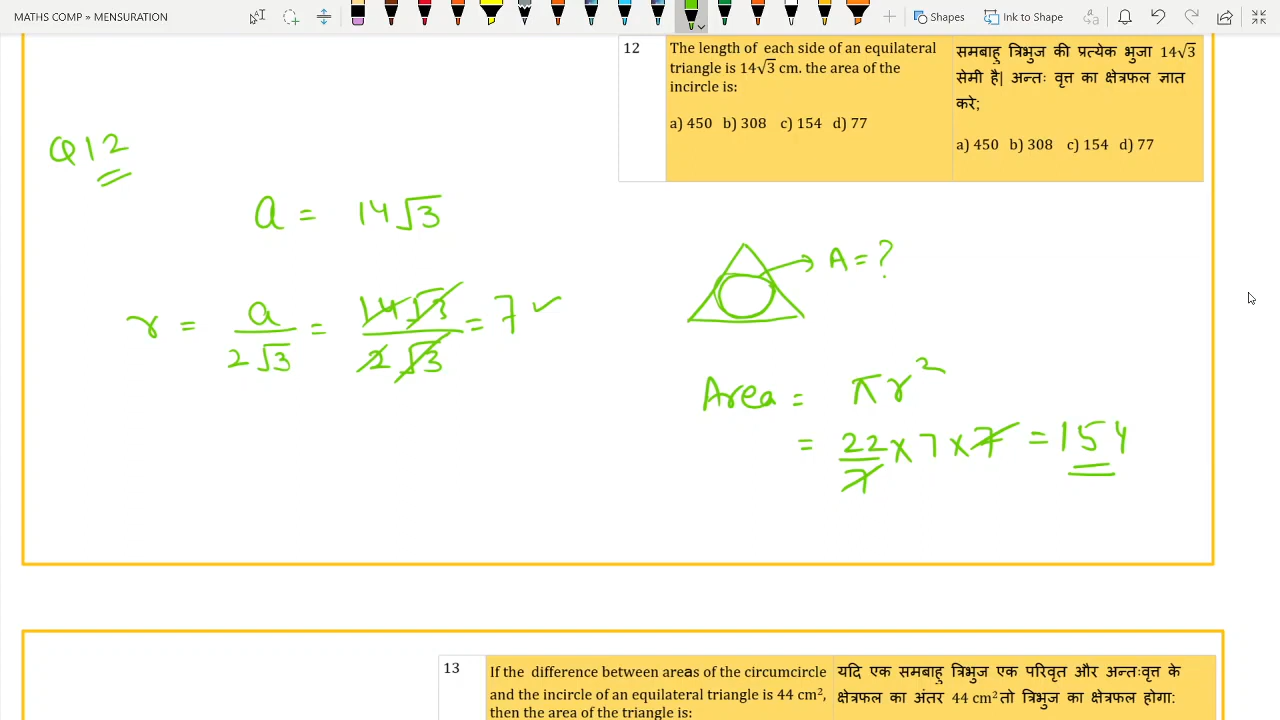 MATHS COMP » MENSURATION
Shapes
Ink to Shape
12
The length of each side of an equilateral
triangle is 14√3 cm. the area of the
incircle is:
a) 450 b) 308 c) 154 d) 77
समबाहु त्रिभुज की प्रत्येक भुजा 14√3
सेमी है| अन्तः वृत्त का क्षेत्रफल ज्ञात
करे;
a) 450 b) 308 c) 154 d) 77
Q12
a = 14√3
r = a/2√3 = 14√3/2√3 = 7 ✓
A = ?
Area = πr²
= 22/7 × 7 × 7 = 154
13
If the difference between areas of the circumcircle
and the incircle of an equilateral triangle is 44 cm²,
then the area of the triangle is:
यदि एक समबाहु त्रिभुज एक परिवृत और अन्तःवृत्त के
क्षेत्रफल का अंतर 44 cm² तो त्रिभुज का क्षेत्रफल होगा: